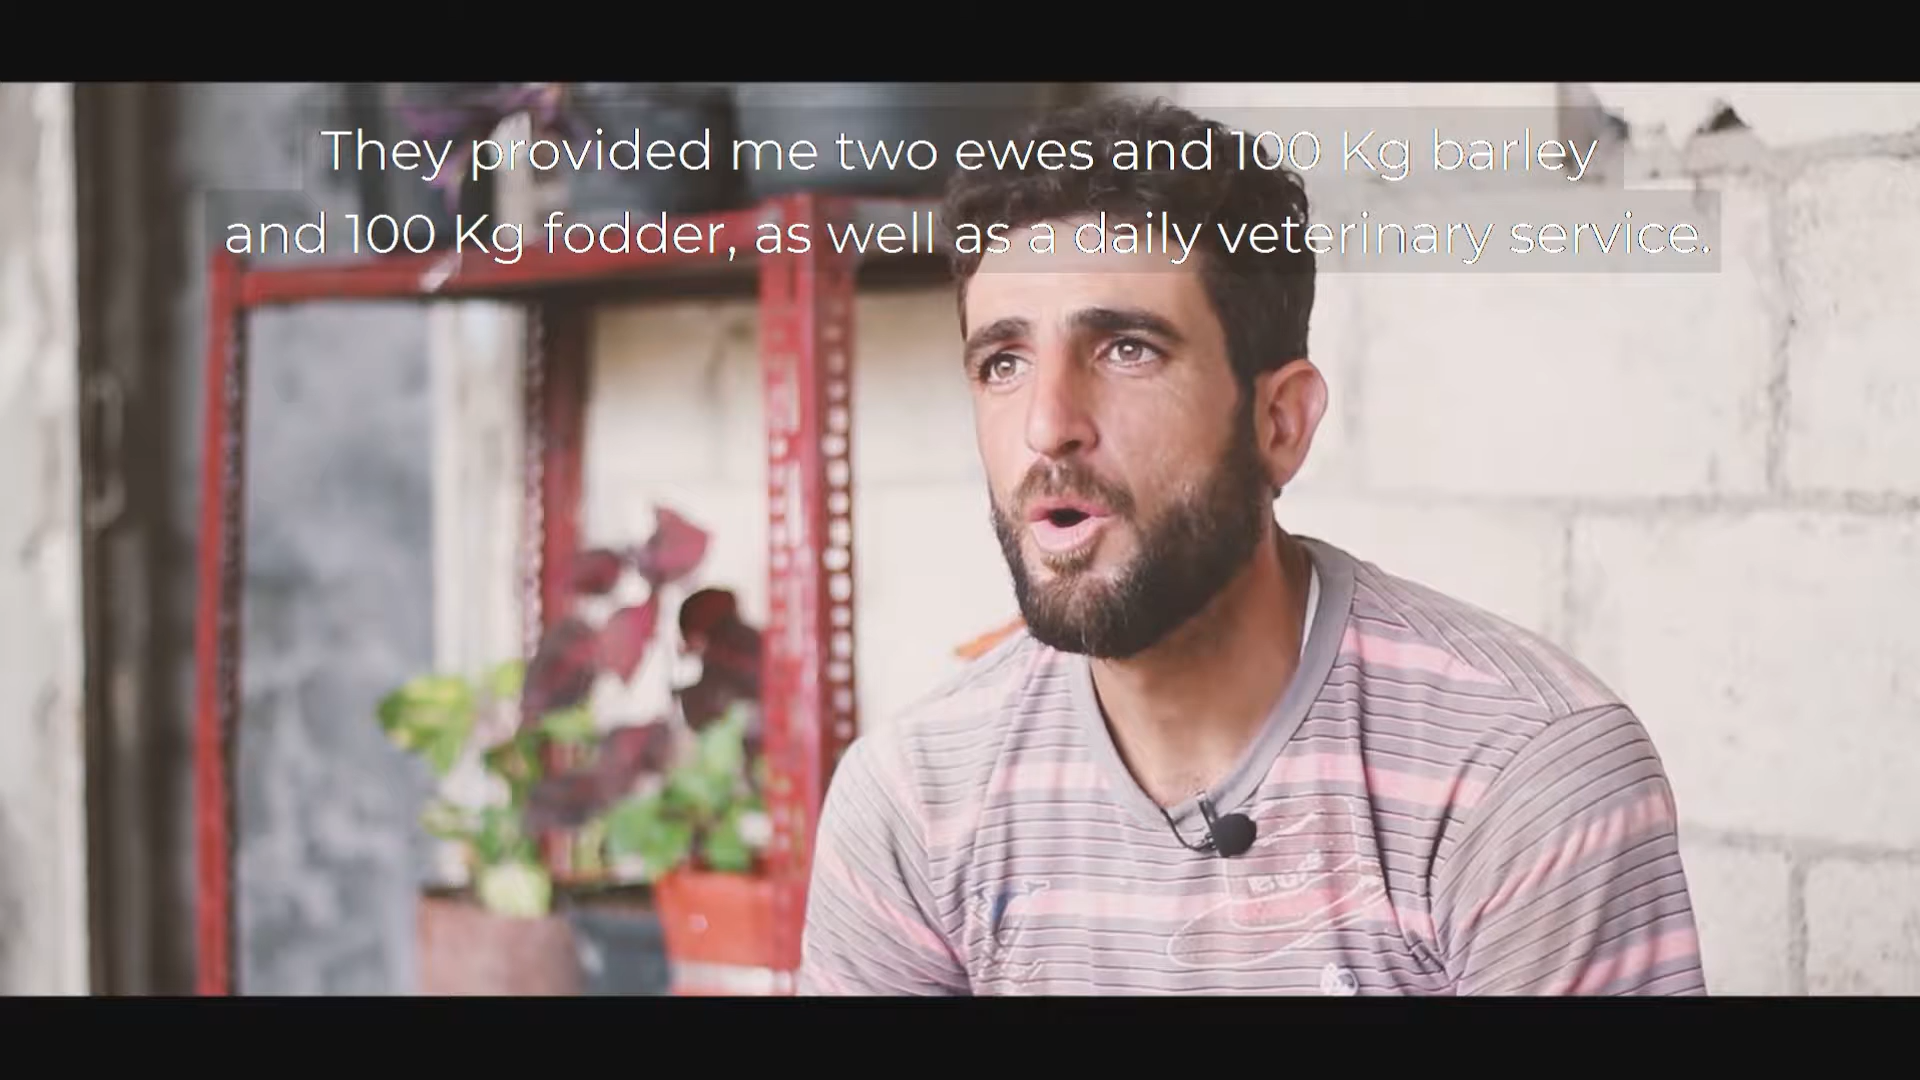 They provided me two ewes and 100 Kg barley
and 100 Kg fodder, as well as a daily veterinary service.